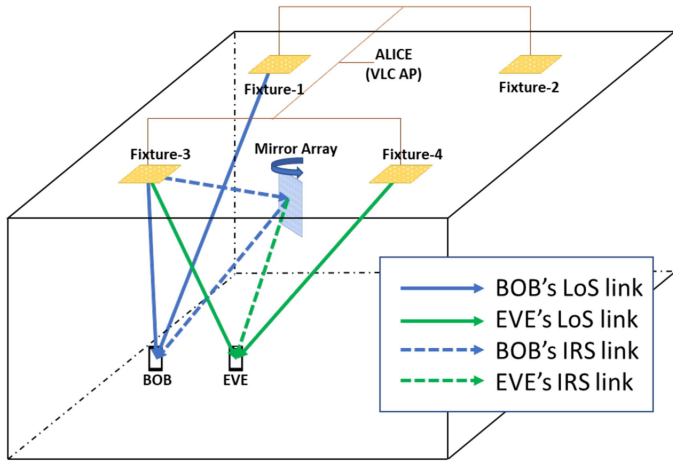 ALICE
(VLC AP)
Fixture-1
Fixture-2
Fixture-3
Mirror Array
Fixture-4
BOB's LoS link
EVE's LoS link
BOB's IRS link
EVE's IRS link
BOB
EVE